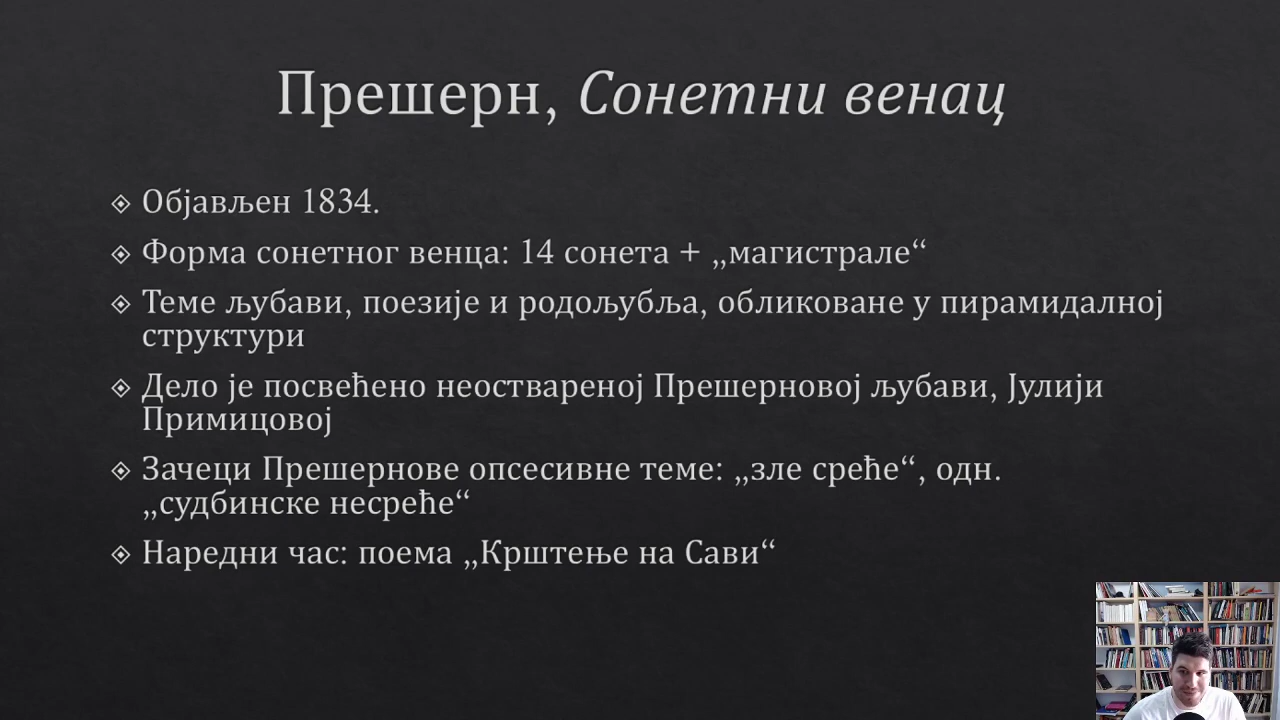 Прешерн, Сонетни венац
Објављен 1834.
Форма сонетног венца: 14 сонета + „магистрале“
Теме љубави, поезије и родољубља, обликоване у пирамидалној
структури
Дело је посвећено неоствареној Прешерновој љубави, Јулији
Примицовој
Зачеци Прешернове опсесивне теме: „зле среће“, одн.
„судбинске несреће“
Наредни час: поема „Крштење на Сави“